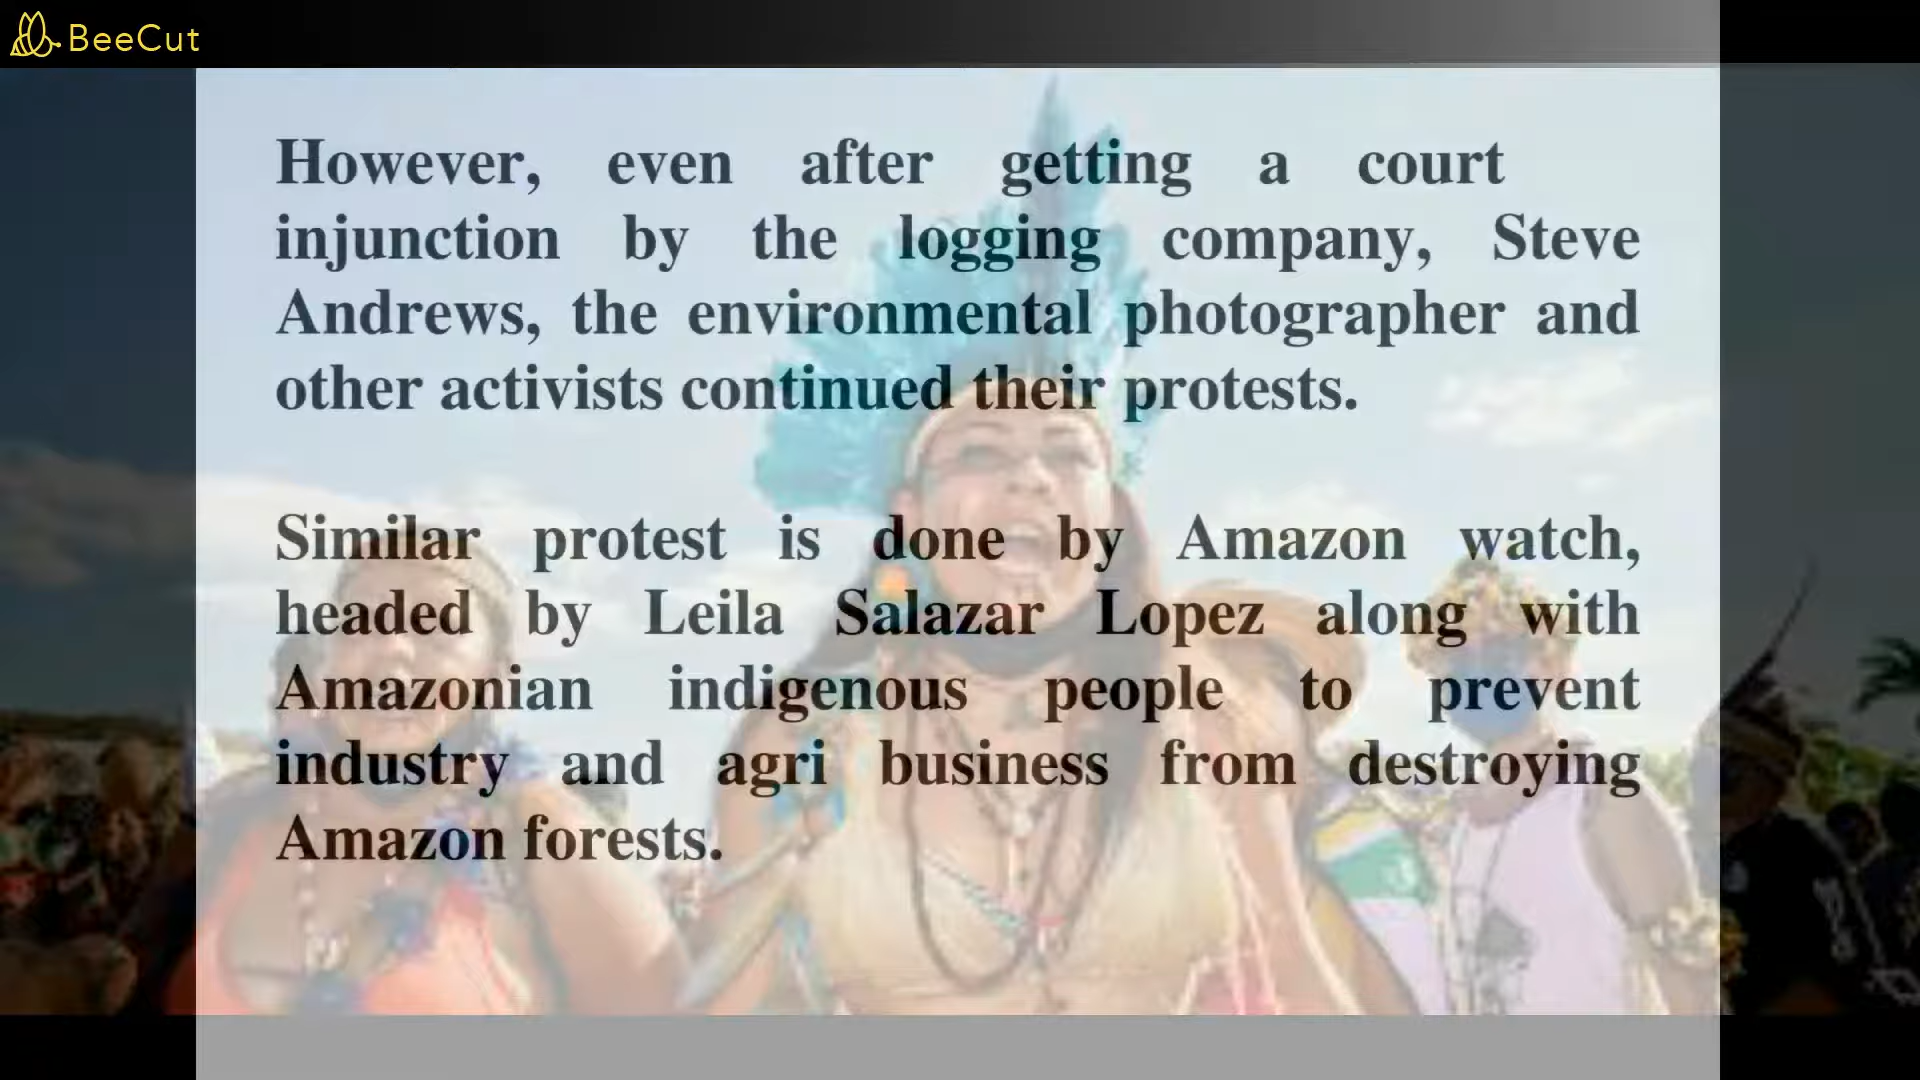 BeeCut
However, even after getting a court
injunction by the logging company, Steve
Andrews, the environmental photographer and
other activists continued their protests.
Similar protest is done by Amazon watch,
headed by Leila Salazar Lopez along with
Amazonian indigenous people to prevent
industry and agri business from destroying
Amazon forests.